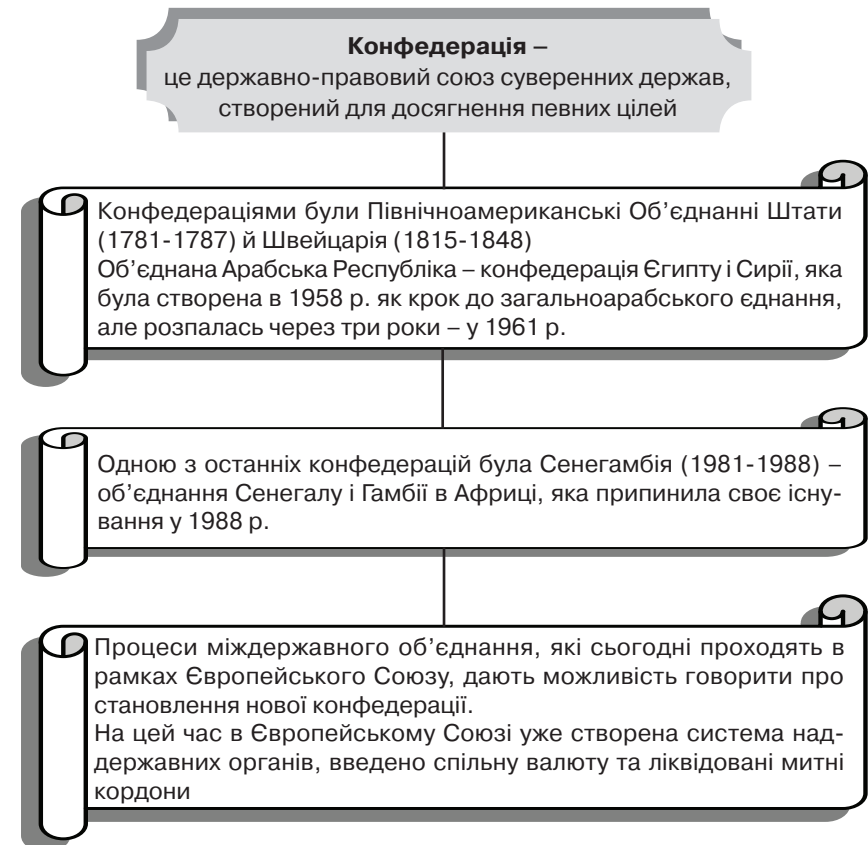 Конфедерація –
це державно-правовий союз суверенних держав,
створений для досягнення певних цілей
Конфедераціями були Північноамериканські Об’єднанні Штати
(1781-1787) й Швейцарія (1815-1848)
Об’єднана Арабська Республіка – конфедерація Єгипту і Сирії, яка
була створена в 1958 р. як крок до загальноарабського єднання,
але розпалась через три роки – у 1961 р.
Одною з останніх конфедерацій була Сенегамбія (1981-1988) –
об’єднання Сенегалу і Гамбії в Африці, яка припинила своє існу-
вання у 1988 р.
Процеси міждержавного об’єднання, які сьогодні проходять в
рамках Європейського Союзу, дають можливість говорити про
становлення нової конфедерації.
На цей час в Європейському Союзі уже створена система над-
державних органів, введено спільну валюту та ліквідовані митні
кордони